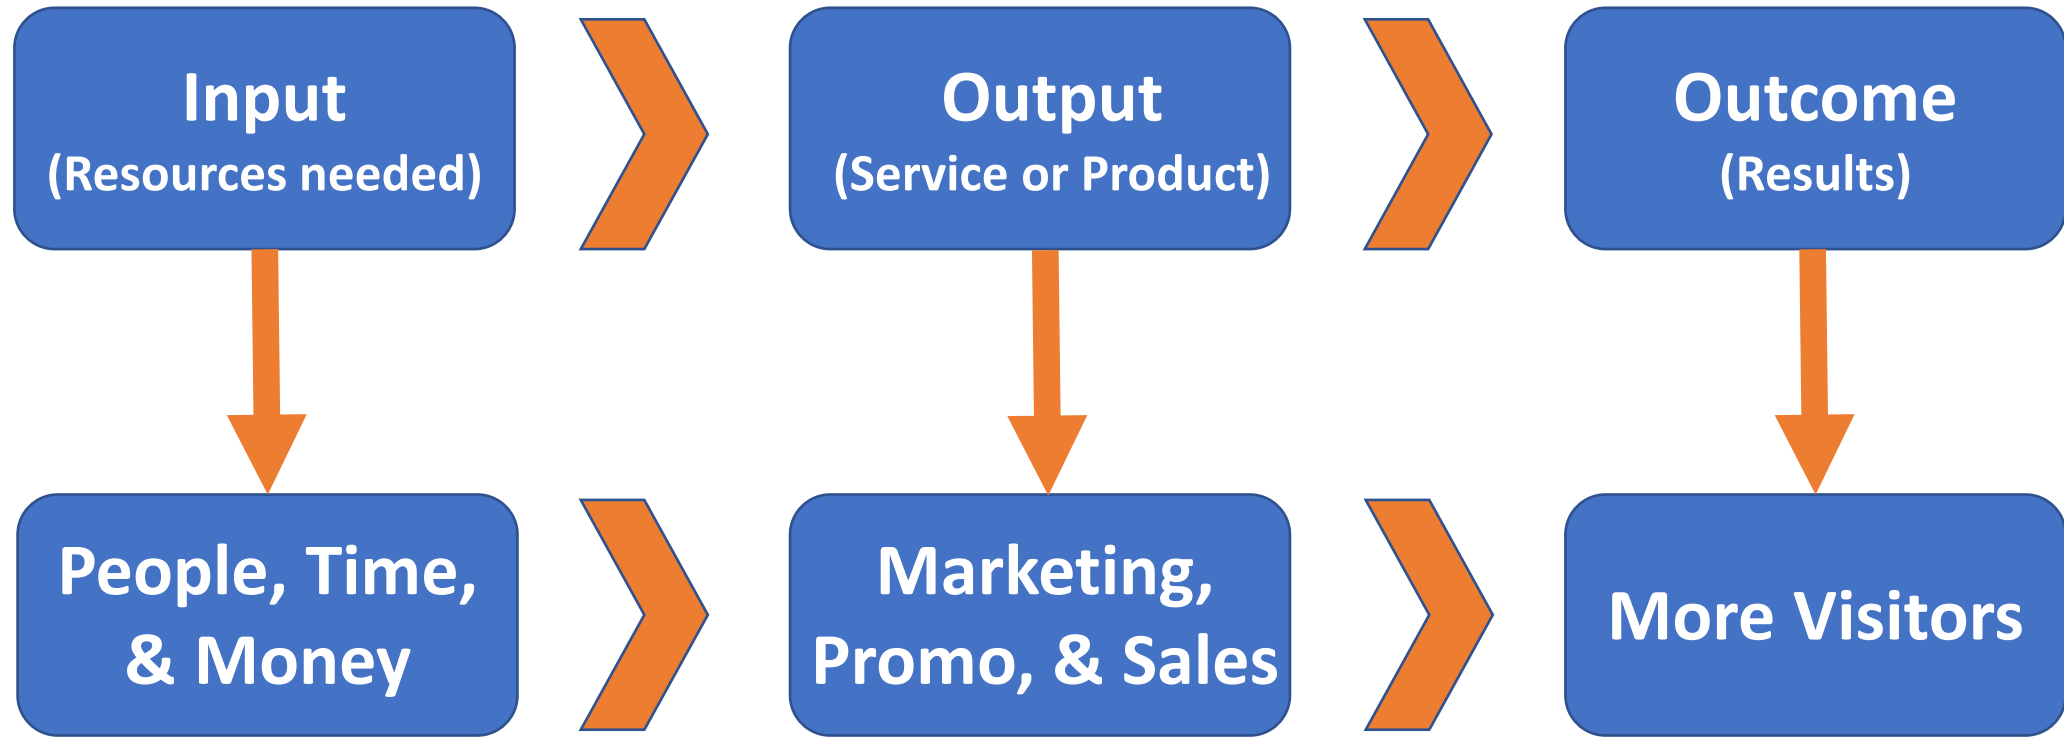 Input
(Resources needed)
Output
(Service or Product)
Outcome
(Results)
People, Time,
& Money
Marketing,
Promo, & Sales
More Visitors